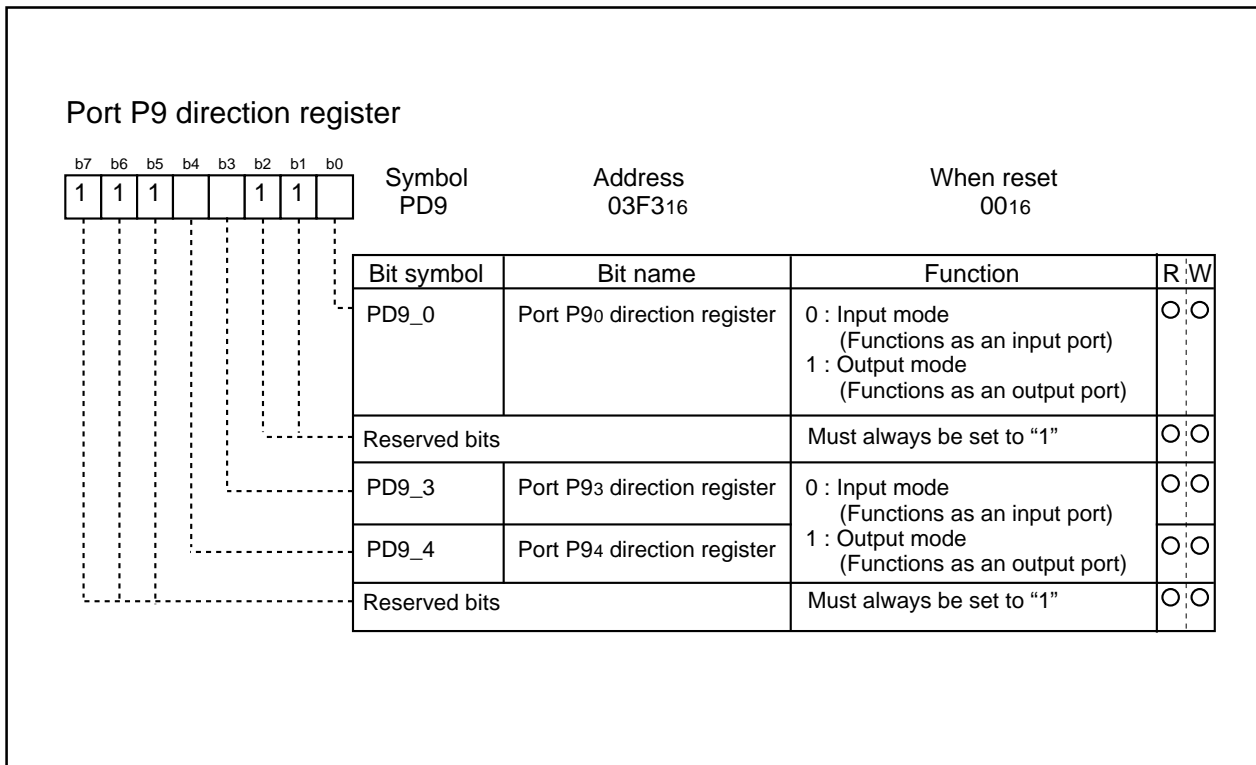 Port P9 direction register
b7 b6 b5 b4 b3 b2 b1 b0
1 1 1 1 1
Symbol Address When reset
PD9 03F316 0016
Bit symbol Bit name Function R W
PD9_0 Port P90 direction register 0 : Input mode
(Functions as an input port)
1 : Output mode
(Functions as an output port)
Reserved bits Must always be set to “1”
PD9_3 Port P93 direction register 0 : Input mode
(Functions as an input port)
PD9_4 Port P94 direction register 1 : Output mode
(Functions as an output port)
Reserved bits Must always be set to “1”